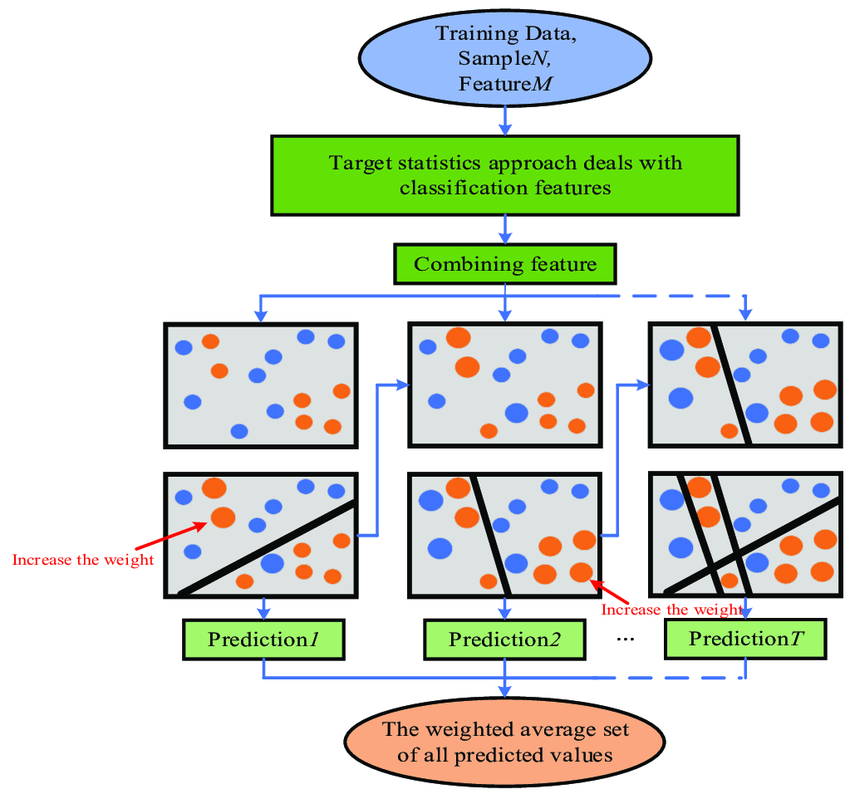 Training Data,
SampleN,
FeatureM
Target statistics approach deals with
classification features
Combining feature
Increase the weight
Increase the weight
Prediction1
Prediction2
...
PredictionT
The weighted average set
of all predicted values